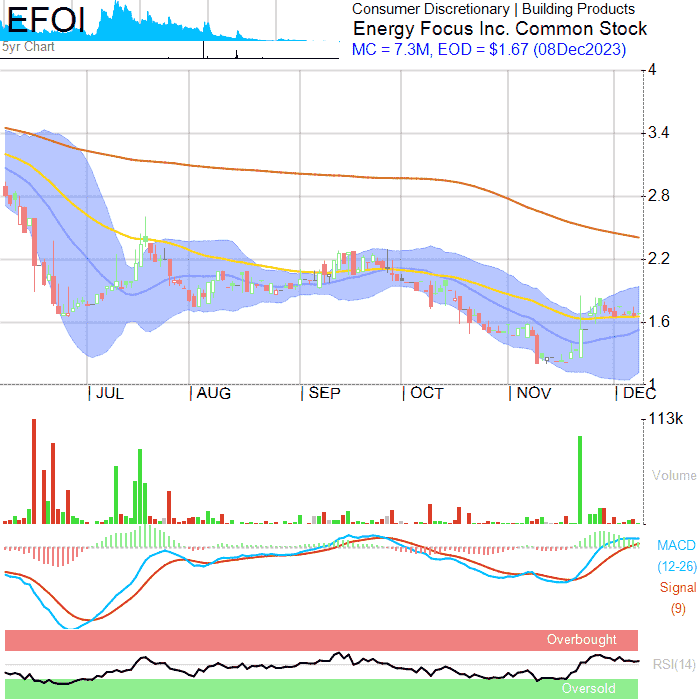 EFOI
5yr Chart
Consumer Discretionary | Building Products
Energy Focus Inc. Common Stock
MC = 7.3M, EOD = $1.67 (08Dec2023)
4
3.4
2.8
2.2
1.6
1
JUL AUG SEP OCT NOV DEC
113k
Volume
MACD
(12-26)
Signal
(9)
Overbought
RSI(14)
Oversold